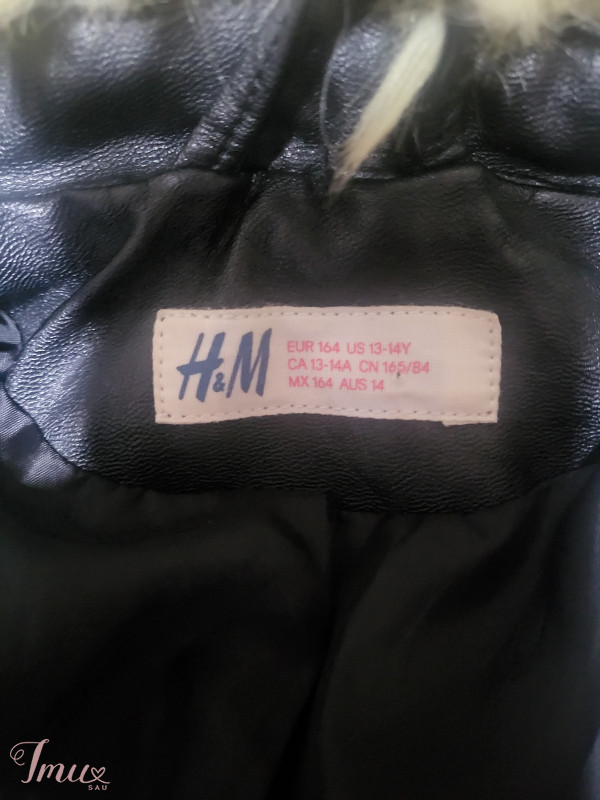 H&M
EUR 164 US 13-14Y
CA 13-14A CN 165/84
MX 164 AUS 14
Imu
SAU